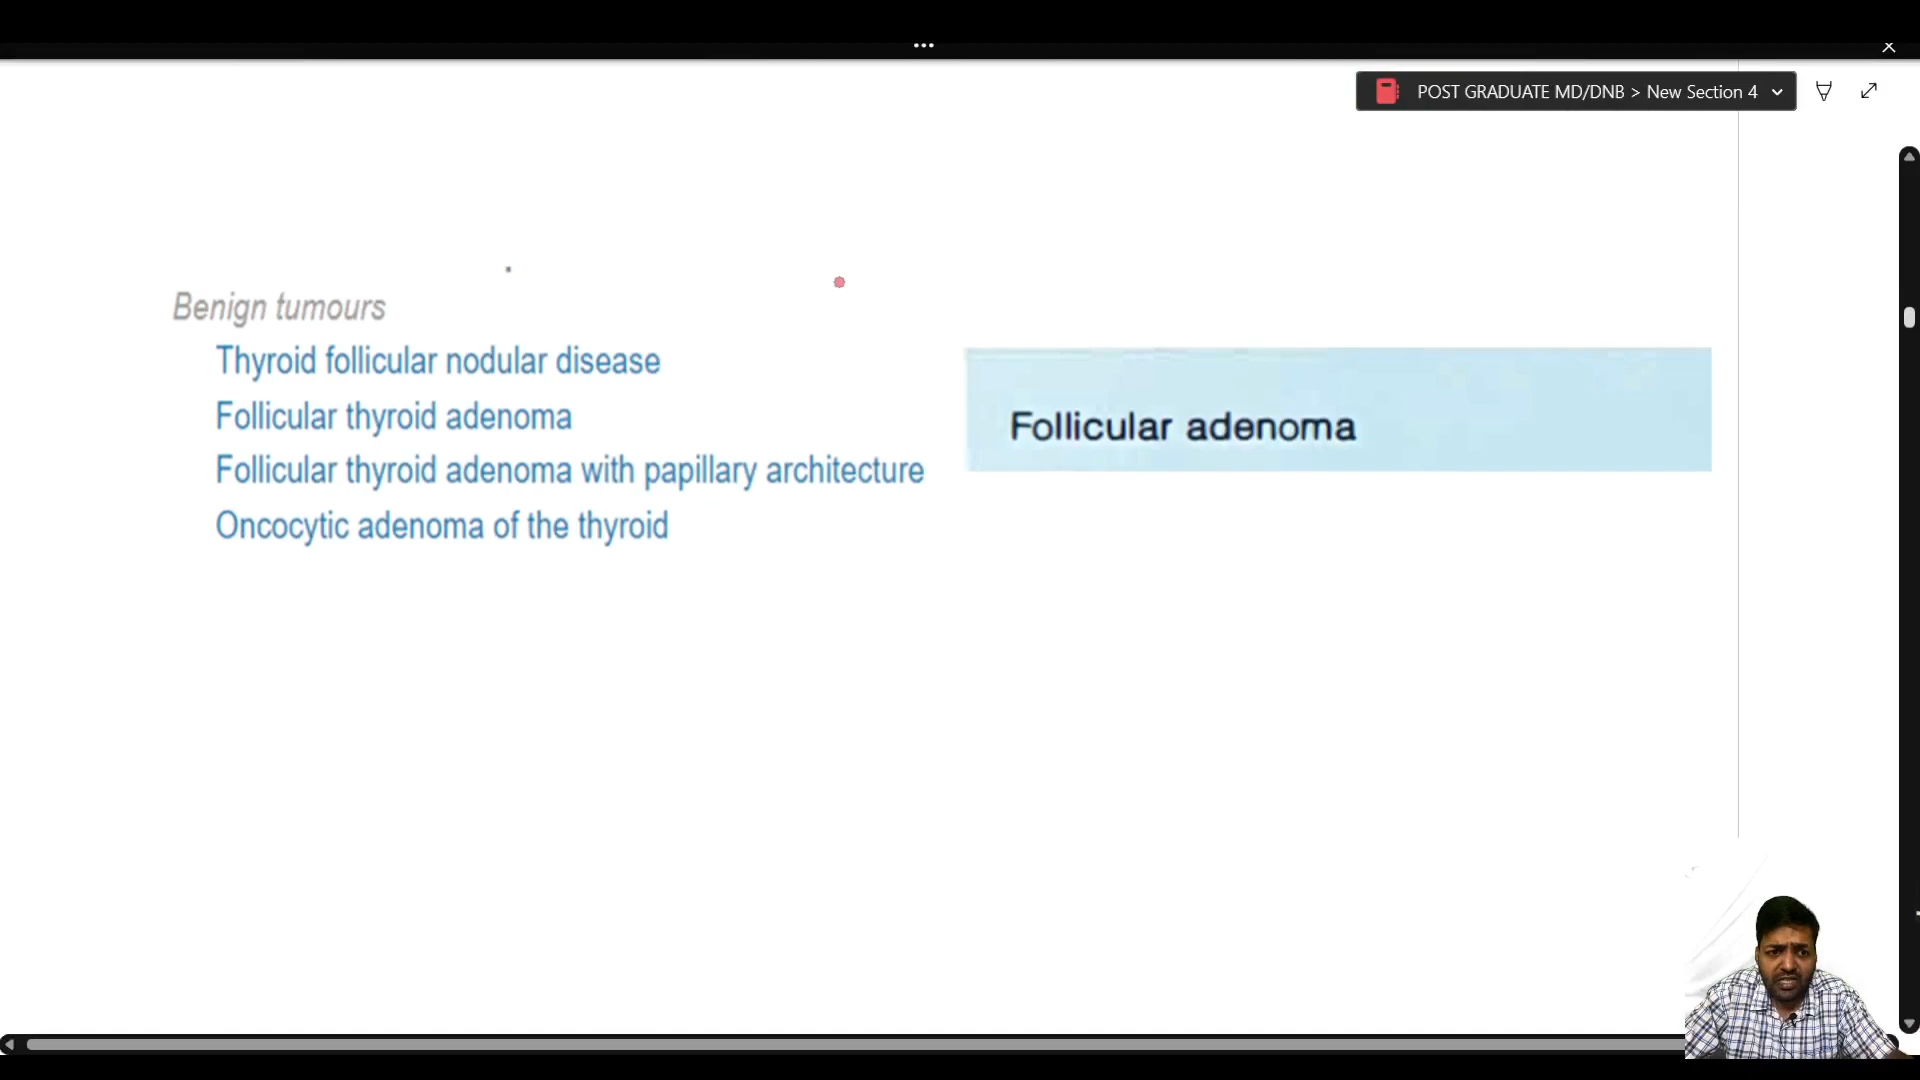 POST GRADUATE MD/DNB > New Section 4
Benign tumours
Thyroid follicular nodular disease
Follicular thyroid adenoma
Follicular thyroid adenoma with papillary architecture
Oncocytic adenoma of the thyroid
Follicular adenoma